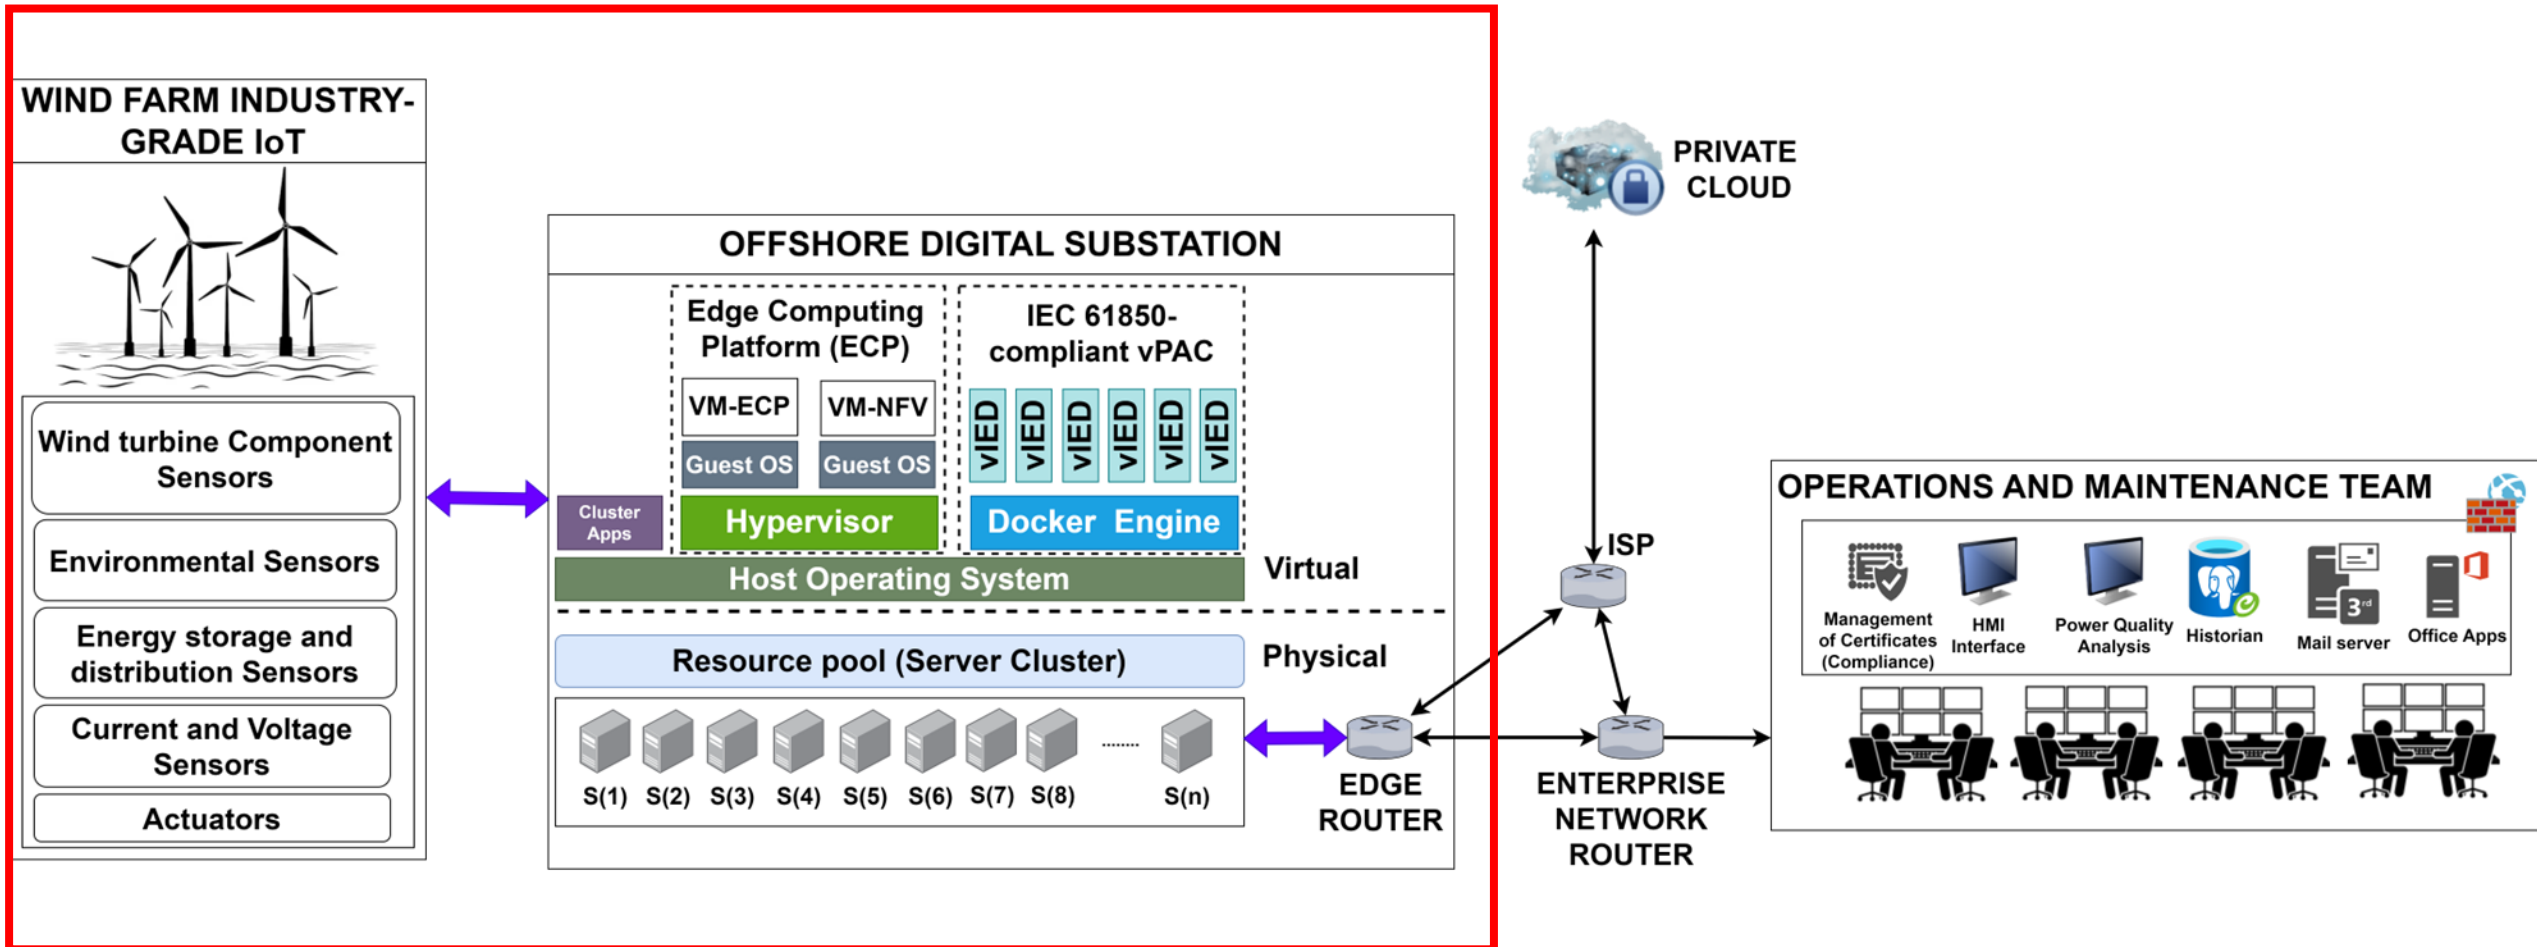 WIND FARM INDUSTRY-
GRADE IoT
Wind turbine Component
Sensors
Environmental Sensors
Energy storage and
distribution Sensors
Current and Voltage
Sensors
Actuators
OFFSHORE DIGITAL SUBSTATION
Edge Computing
Platform (ECP)
VM-ECP
VM-NFV
Guest OS
Guest OS
Hypervisor
IEC 61850-
compliant vPAC
vIED
vIED
vIED
vIED
vIED
vIED
Docker Engine
Cluster
Apps
Host Operating System
Virtual
Resource pool (Server Cluster)
Physical
S(1)
S(2)
S(3)
S(4)
S(5)
S(6)
S(7)
S(8)
........
S(n)
EDGE
ROUTER
PRIVATE
CLOUD
ISP
ENTERPRISE
NETWORK
ROUTER
OPERATIONS AND MAINTENANCE TEAM
Management
of Certificates
(Compliance)
HMI
Interface
Power Quality
Analysis
Historian
3rd
Mail server
Office Apps